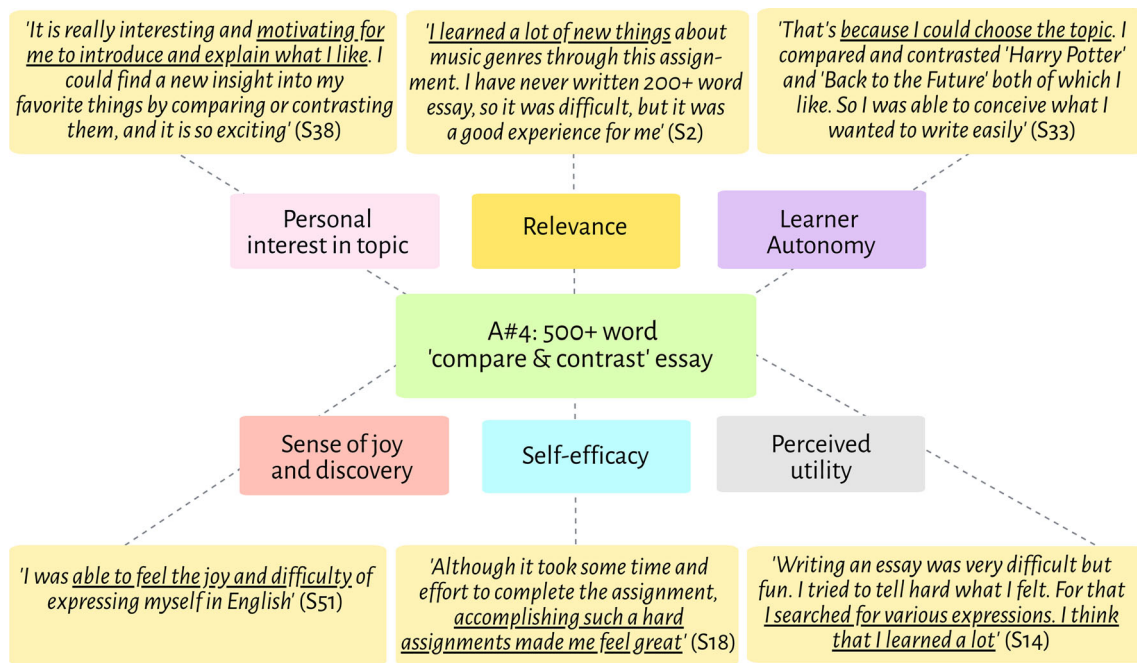 'It is really interesting and motivating for
me to introduce and explain what I like. I
could find a new insight into my
favorite things by comparing or contrasting
them, and it is so exciting' (S38)
'I learned a lot of new things about
music genres through this assign-
ment. I have never written 200+ word
essay, so it was difficult, but it was
a good experience for me' (S2)
'That's because I could choose the topic. I
compared and contrasted 'Harry Potter'
and 'Back to the Future' both of which I
like. So I was able to conceive what I
wanted to write easily' (S33)
Personal
interest in topic
Relevance
Learner
Autonomy
A#4: 500+ word
'compare & contrast' essay
Sense of joy
and discovery
Self-efficacy
Perceived
utility
'I was able to feel the joy and difficulty of
expressing myself in English' (S51)
'Although it took some time and
effort to complete the assignment,
accomplishing such a hard
assignments made me feel great' (S18)
'Writing an essay was very difficult but
fun. I tried to tell hard what I felt. For that
I searched for various expressions. I think
that I learned a lot' (S14)